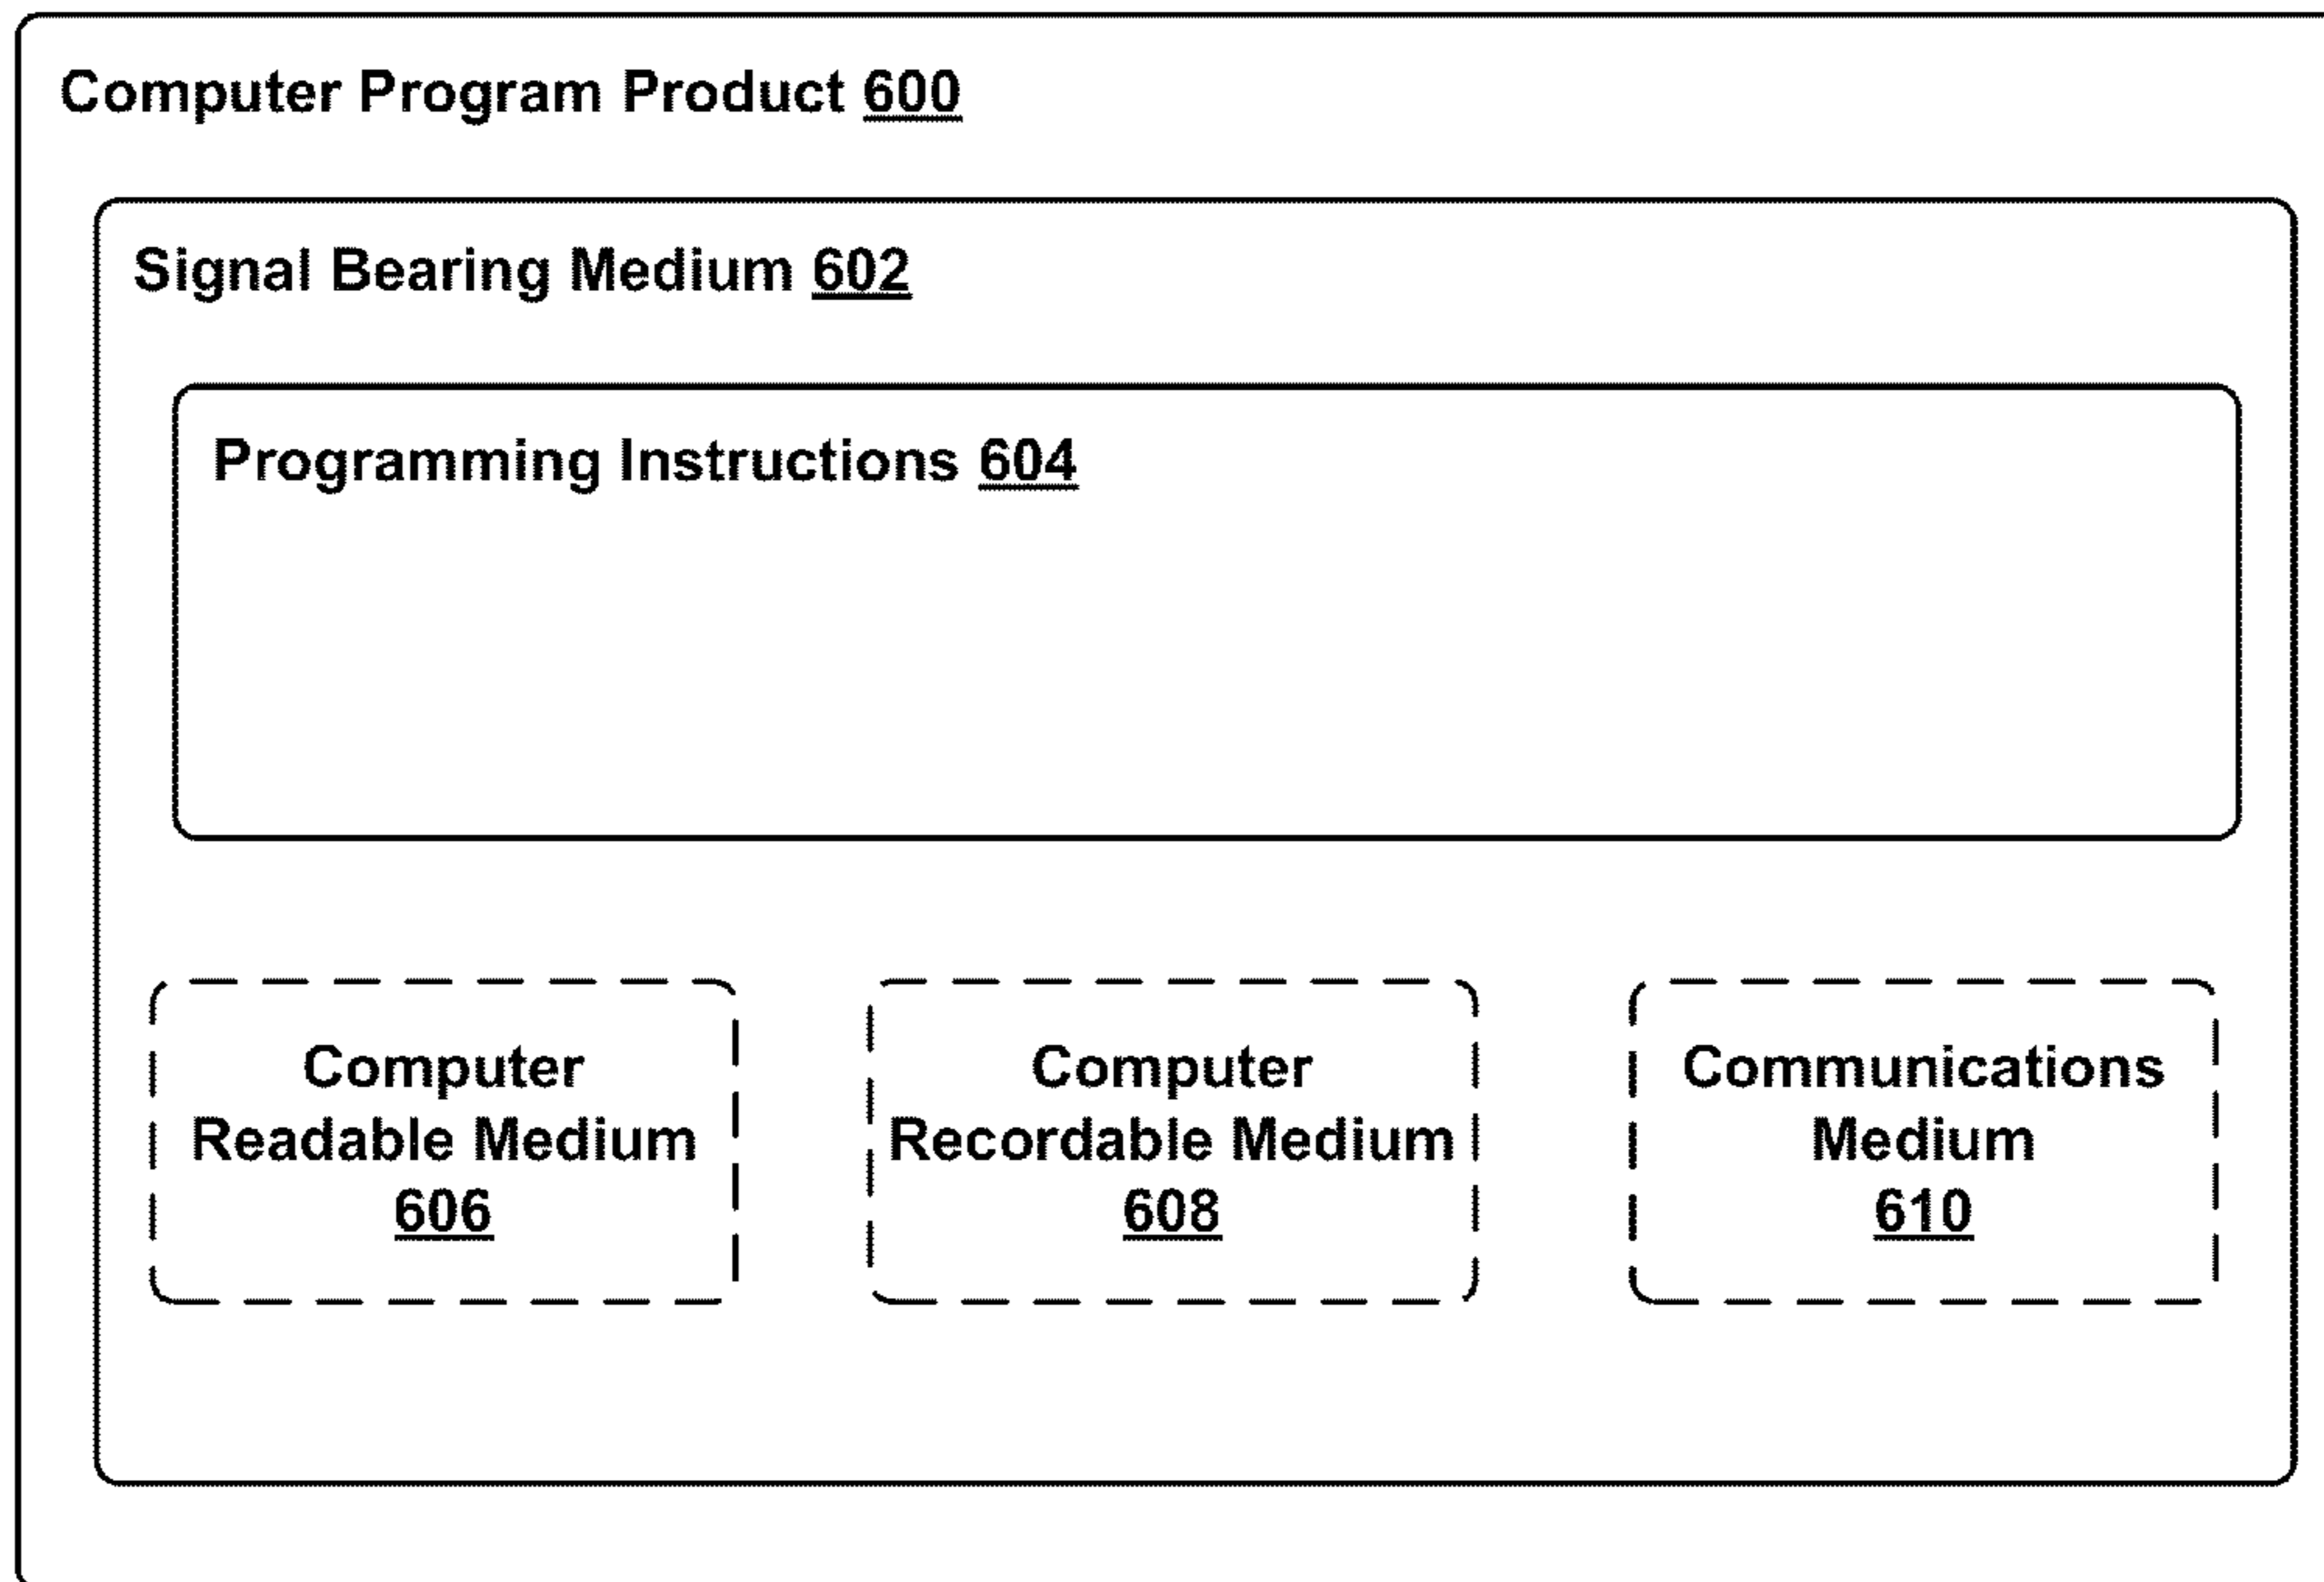 Computer Program Product 600
Signal Bearing Medium 602
Programming Instructions 604
Computer
Readable Medium
606
Computer
Recordable Medium
608
Communications
Medium
610